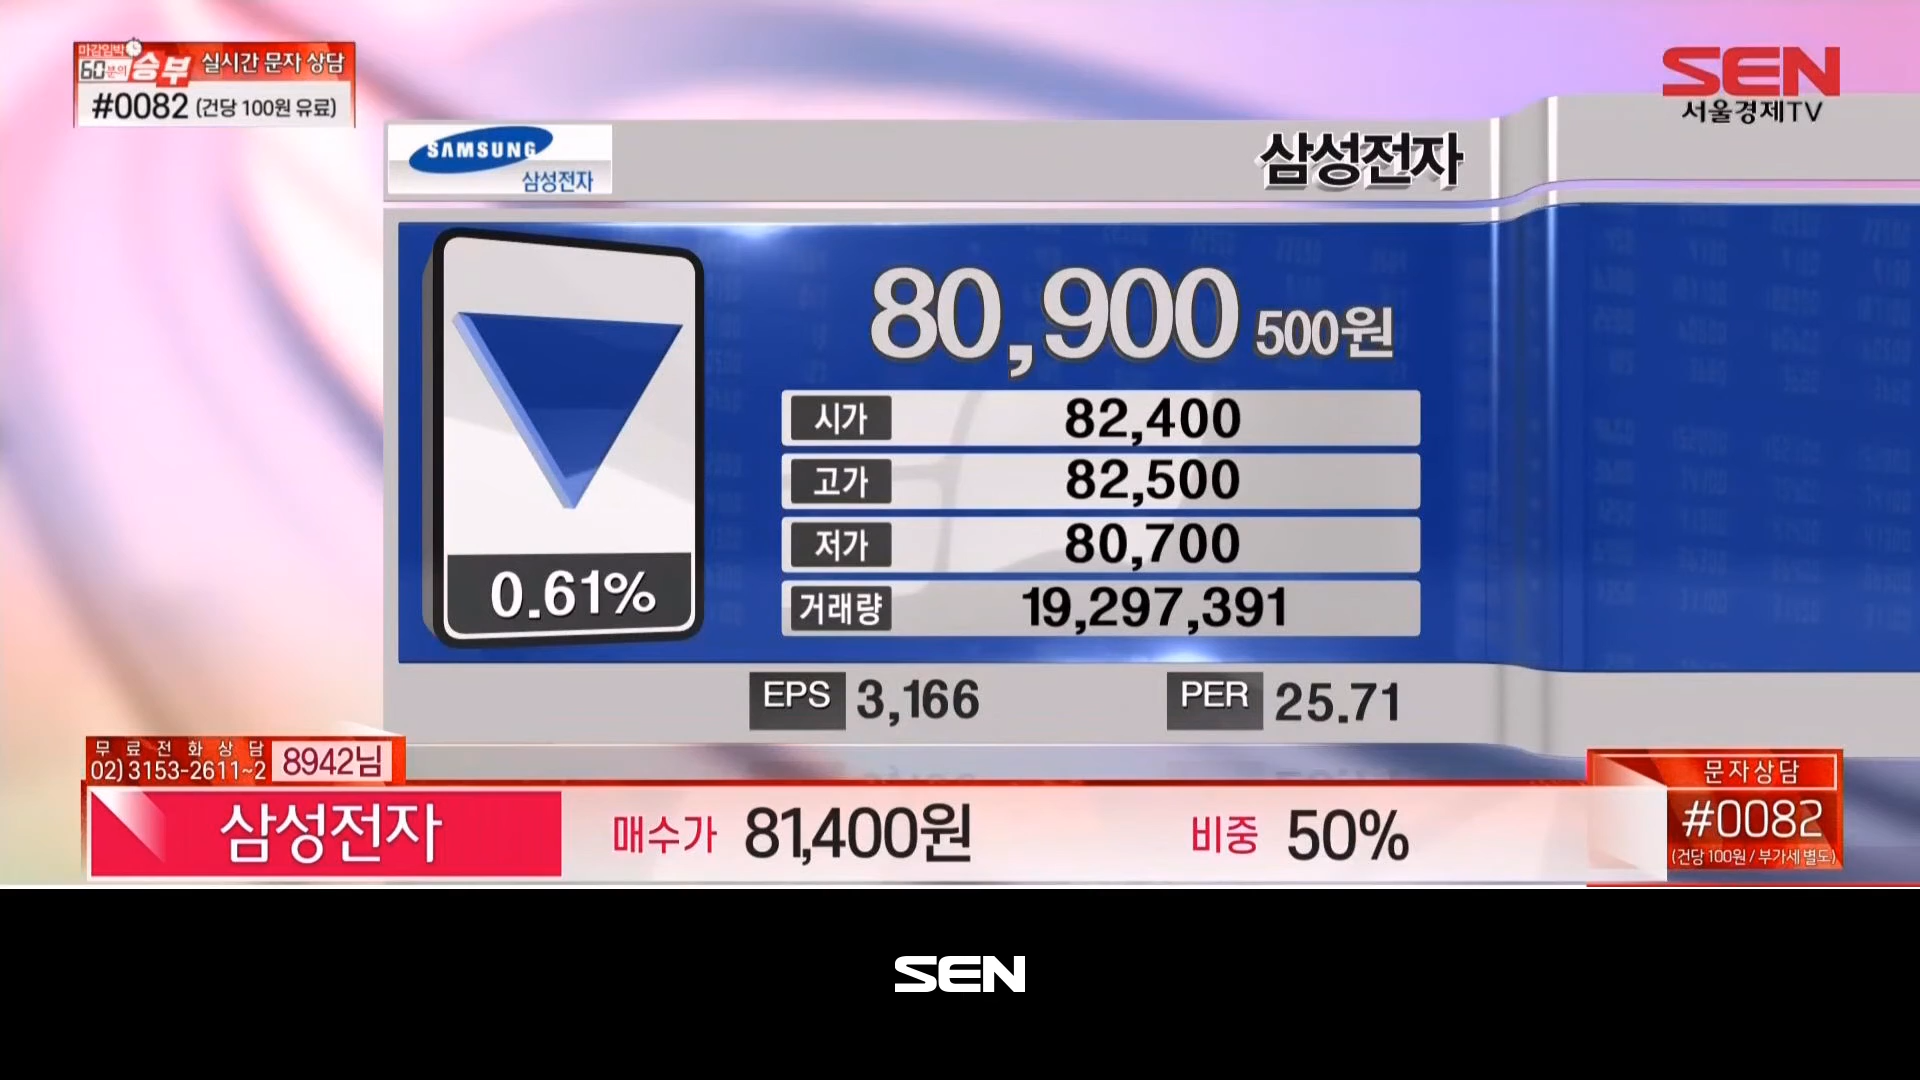 마감임박
60분의 승부 실시간 문자 상담
#0082 (건당 100원 유료)
SEN
서울경제TV
SAMSUNG
삼성전자
삼성전자
80,900 500원
0.61%
시가 82,400
고가 82,500
저가 80,700
거래량 19,297,391
EPS 3,166 PER 25.71
무료전화상담
02)3153-2611~2 8942님
삼성전자 매수가 81,400원 비중 50%
문자상담
#0082
(건당 100원 / 부가세 별도)
SEN